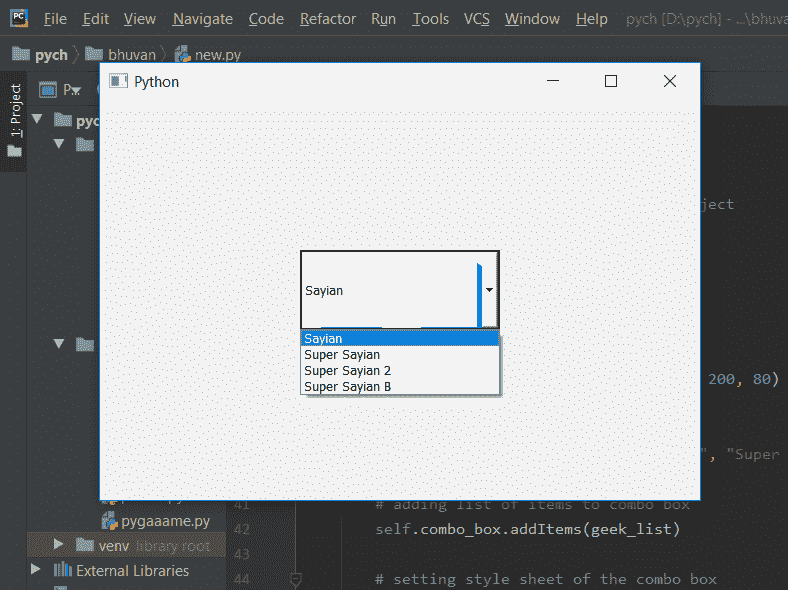 PC File Edit View Navigate Code Refactor Run Tools VCS Window Help pych [D:\pych] - ...\bhuva
pych bhuvan new.py
1: Project
P...
Python
pyc
ject
Sayian
Sayian
Super Sayian
Super Sayian 2
Super Sayian B
200, 80)
", "Super
41 # adding list of items to combo box
pygaaame.py
42 self.combo_box.addItems(geek_list)
venv library root
43
External Libraries
44 # setting style sheet of the combo box